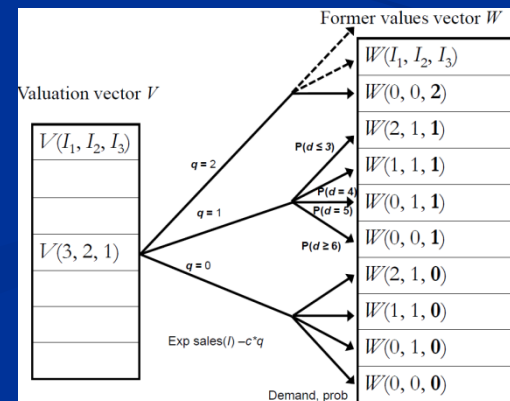 Former values vector W
Valuation vector V
V(I₁, I₂, I₃)
V(3, 2, 1)
q = 2
q = 1
q = 0
P(d ≤ 3)
P(d = 4)
P(d = 5)
P(d ≥ 6)
Exp sales(I) –c*q
Demand, prob
W(I₁, I₂, I₃)
W(0, 0, 2)
W(2, 1, 1)
W(1, 1, 1)
W(0, 1, 1)
W(0, 0, 1)
W(2, 1, 0)
W(1, 1, 0)
W(0, 1, 0)
W(0, 0, 0)